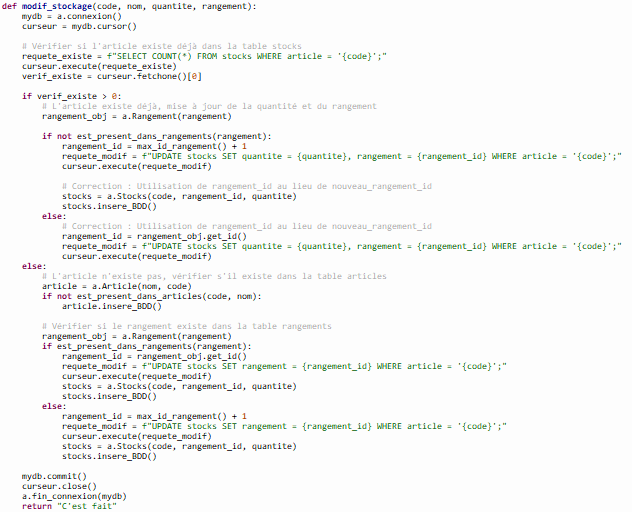 def modif_stockage(code, nom, quantite, rangement):
    mydb = a.connexion()
    curseur = mydb.cursor()

    # Vérifier si l'article existe déjà dans la table stocks
    requete_existe = f"SELECT COUNT(*) FROM stocks WHERE article = '{code}';"
    curseur.execute(requete_existe)
    verif_existe = curseur.fetchone()[0]

    if verif_existe > 0:
        # L'article existe déjà, mise à jour de la quantité et du rangement
        rangement_obj = a.Rangement(rangement)

        if not est_present_dans_rangements(rangement):
            rangement_id = max_id_rangement() + 1
            requete_modif = f"UPDATE stocks SET quantite = {quantite}, rangement = {rangement_id} WHERE article = '{code}';"
            curseur.execute(requete_modif)

            # Correction : Utilisation de rangement_id au lieu de nouveau_rangement_id
            stocks = a.Stocks(code, rangement_id, quantite)
            stocks.insere_BDD()
        else:
            # Correction : Utilisation de rangement_id au lieu de nouveau_rangement_id
            rangement_id = rangement_obj.get_id()
            requete_modif = f"UPDATE stocks SET quantite = {quantite}, rangement = {rangement_id} WHERE article = '{code}';"
            curseur.execute(requete_modif)
    else:
        # L'article n'existe pas, vérifier s'il existe dans la table articles
        article = a.Article(nom, code)
        if not est_present_dans_articles(code, nom):
            article.insere_BDD()

        # Vérifier si le rangement existe dans la table rangements
        rangement_obj = a.Rangement(rangement)
        if est_present_dans_rangements(rangement):
            rangement_id = rangement_obj.get_id()
            requete_modif = f"UPDATE stocks SET rangement = {rangement_id} WHERE article = '{code}';"
            curseur.execute(requete_modif)
            stocks = a.Stocks(code, rangement_id, quantite)
            stocks.insere_BDD()
        else:
            rangement_id = max_id_rangement() + 1
            requete_modif = f"UPDATE stocks SET rangement = {rangement_id} WHERE article = '{code}';"
            curseur.execute(requete_modif)
            stocks = a.Stocks(code, rangement_id, quantite)
            stocks.insere_BDD()

    mydb.commit()
    curseur.close()
    a.fin_connexion(mydb)
    return "C'est fait"